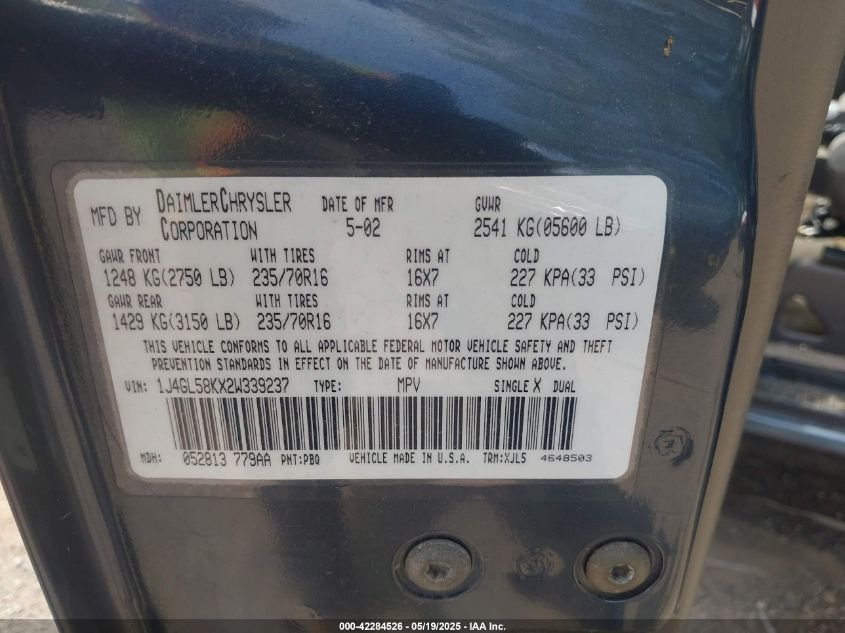 MFD BY DAIMLERCHRYSLER CORPORATION DATE OF MFR 5-02 GVWR 2541 KG(05600 LB)
GAWR FRONT WITH TIRES RIMS AT COLD
1248 KG(2750 LB) 235/70R16 16X7 227 KPA(33 PSI)
GAWR REAR WITH TIRES RIMS AT COLD
1429 KG(3150 LB) 235/70R16 16X7 227 KPA(33 PSI)
THIS VEHICLE CONFORMS TO ALL APPLICABLE FEDERAL MOTOR VEHICLE SAFETY AND THEFT
PREVENTION STANDARDS IN EFFECT ON THE DATE OF MANUFACTURE SHOWN ABOVE.
VIN: 1J4GL58KX2W339237 TYPE: MPV SINGLE X DUAL
MDH: 052813 779AA PNT:PBQ VEHICLE MADE IN U.S.A. TRM:XJL5 4648503
000-42284526 - 05/19/2025 - IAA Inc.